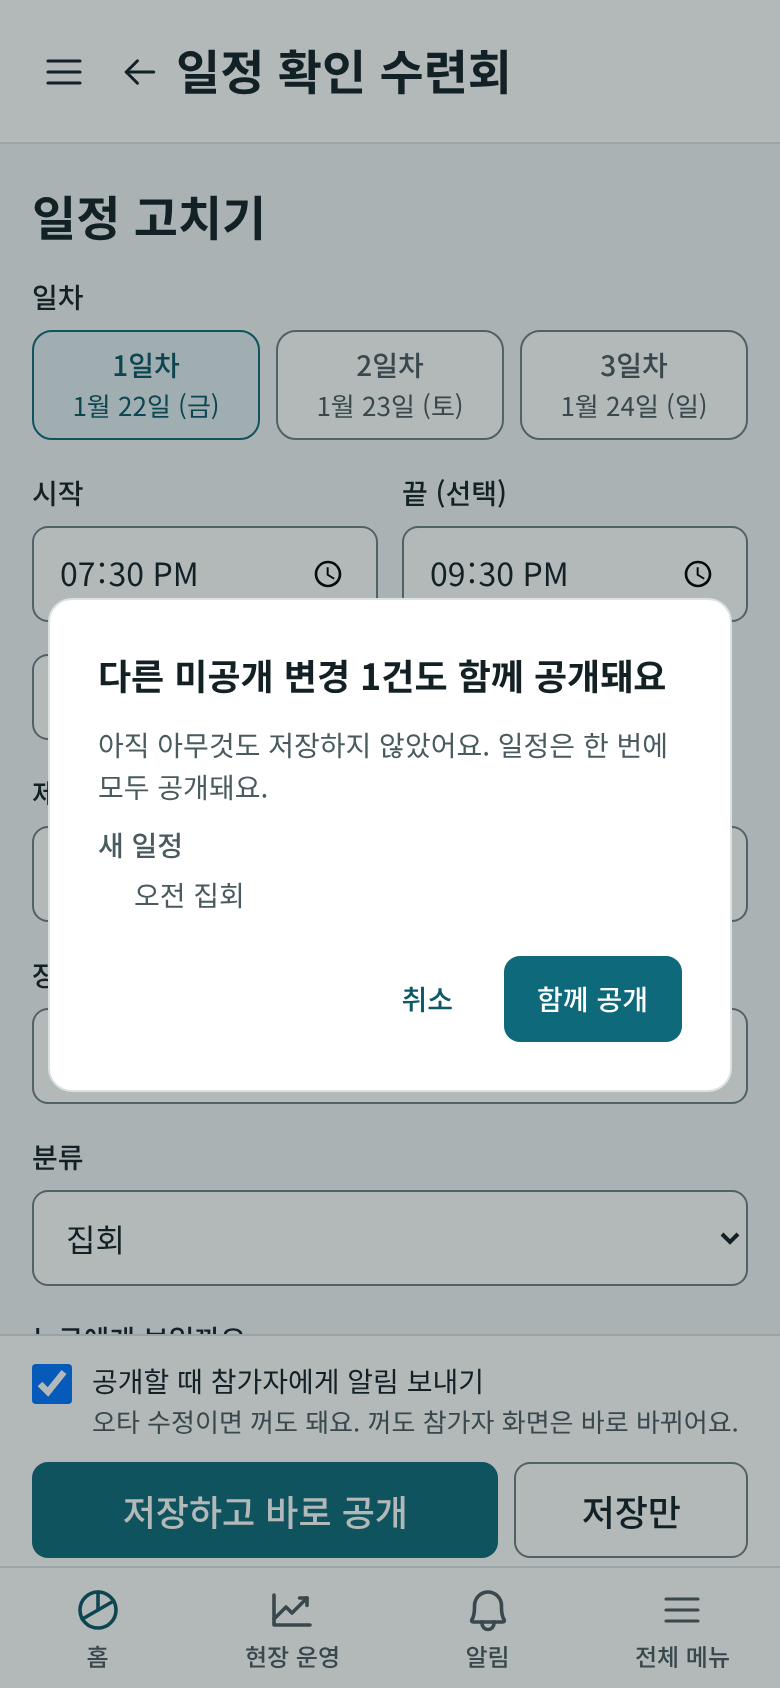 일정 확인 수련회
일정 고치기
일차
1일차
1월 22일 (금)
2일차
1월 23일 (토)
3일차
1월 24일 (일)
시작
끝 (선택)
07:30 PM
09:30 PM
다른 미공개 변경 1건도 함께 공개돼요
아직 아무것도 저장하지 않았어요. 일정은 한 번에
모두 공개돼요.
새 일정
오전 집회
취소
함께 공개
분류
집회
공개할 때 참가자에게 알림 보내기
오타 수정이면 꺼도 돼요. 꺼도 참가자 화면은 바로 바뀌어요.
저장하고 바로 공개
저장만
홈
현장 운영
알림
전체 메뉴